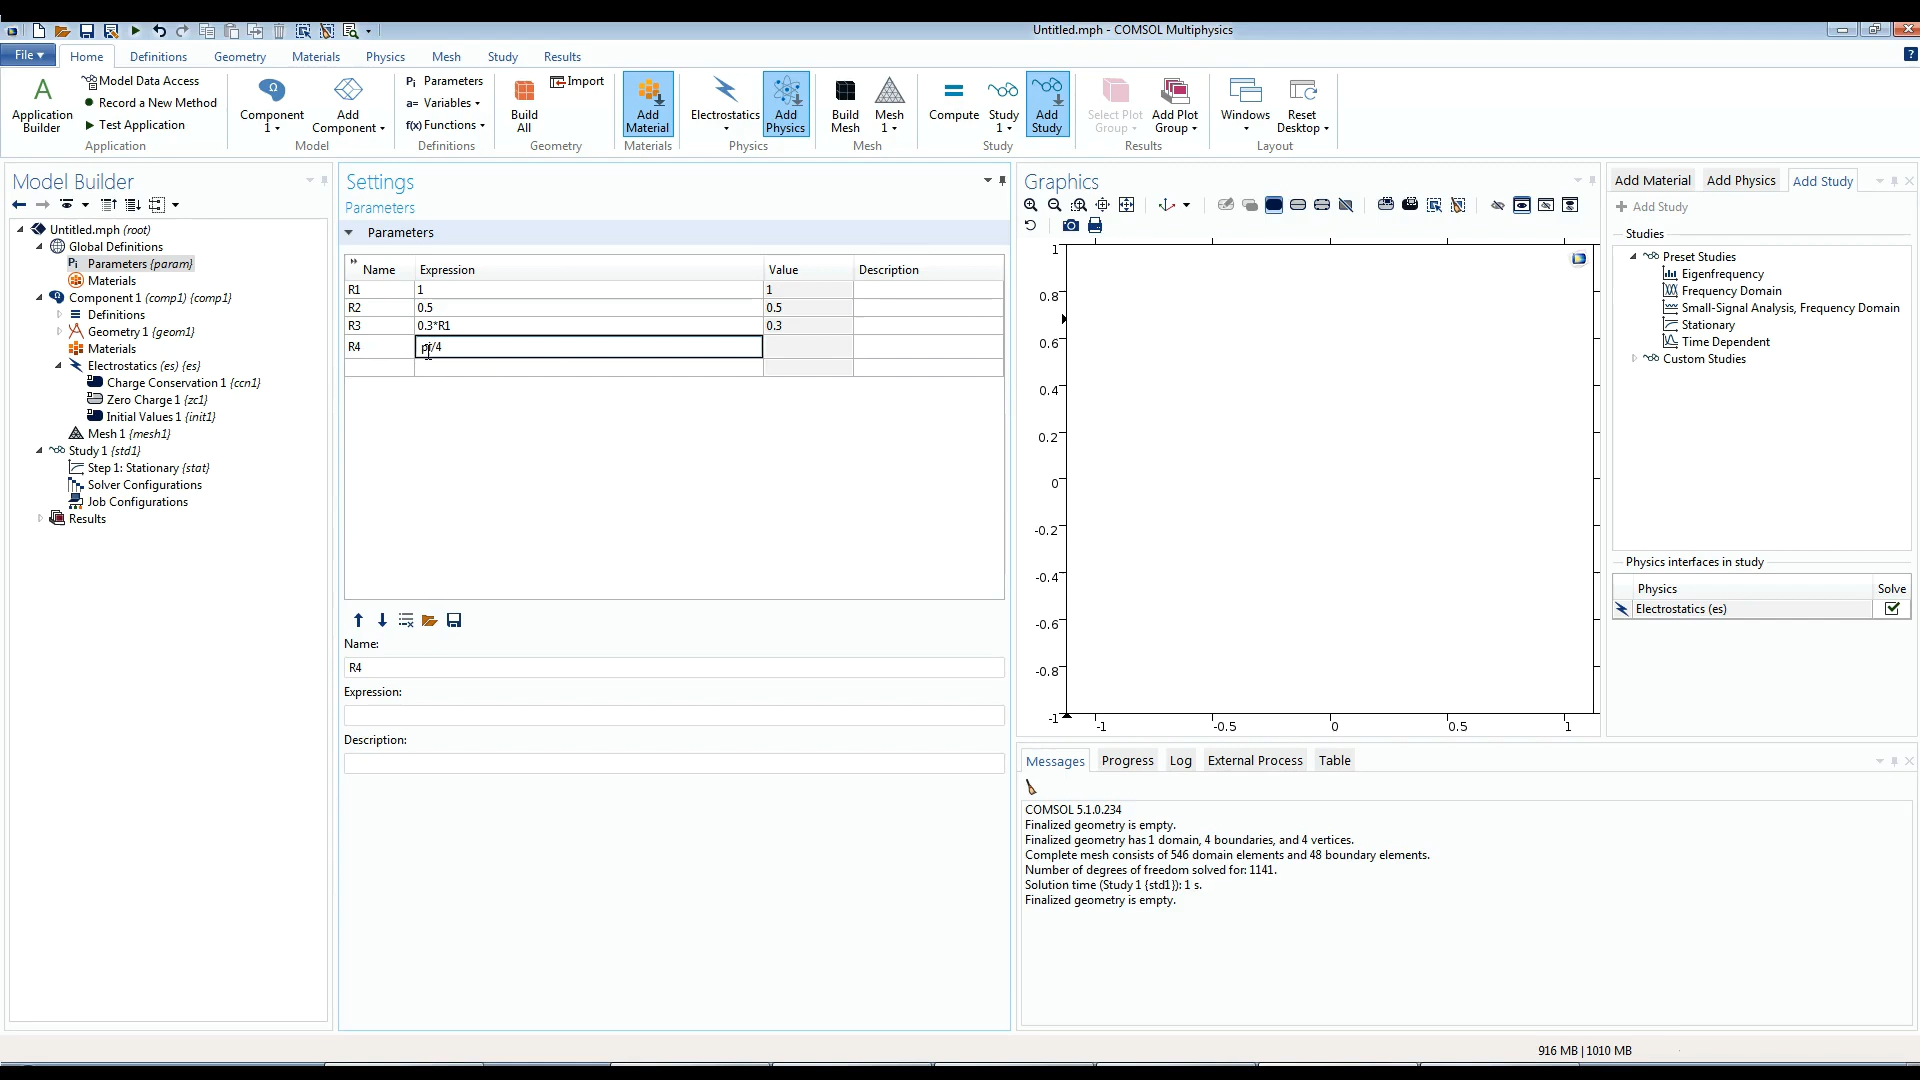 Untitled.mph - COMSOL Multiphysics
File Home Definitions Geometry Materials Physics Mesh Study Results
Application Builder
Model Data Access
Record a New Method
Test Application
Application
Component 1
Add Component
Model
Pi Parameters
a= Variables
f(x) Functions
Definitions
Build All
Import
Geometry
Add Material
Materials
Electrostatics
Add Physics
Physics
Build Mesh
Mesh 1
Mesh
Compute
Study 1
Add Study
Study
Select Plot Group
Add Plot Group
Results
Windows
Reset Desktop
Layout
Model Builder
Untitled.mph (root)
Global Definitions
Pi Parameters {param}
Materials
Component 1 (comp1) {comp1}
Definitions
Geometry 1 {geom1}
Materials
Electrostatics (es) {es}
Charge Conservation 1 {ccn1}
Zero Charge 1 {zc1}
Initial Values 1 {init1}
Mesh 1 {mesh1}
Study 1 {std1}
Step 1: Stationary {stat}
Solver Configurations
Job Configurations
Results
Settings
Parameters
Parameters
Name Expression Value Description
R1 1 1
R2 0.5 0.5
R3 0.3*R1 0.3
R4 pi/4
Name:
R4
Expression:
Description:
Graphics
1
0.8
0.6
0.4
0.2
0
-0.2
-0.4
-0.6
-0.8
-1
-1 -0.5 0 0.5 1
Messages Progress Log External Process Table
COMSOL 5.1.0.234
Finalized geometry is empty.
Finalized geometry has 1 domain, 4 boundaries, and 4 vertices.
Complete mesh consists of 546 domain elements and 48 boundary elements.
Number of degrees of freedom solved for: 1141.
Solution time (Study 1 {std1}): 1 s.
Finalized geometry is empty.
Add Material Add Physics Add Study
Add Study
Studies
Preset Studies
Eigenfrequency
Frequency Domain
Small-Signal Analysis, Frequency Domain
Stationary
Time Dependent
Custom Studies
Physics interfaces in study
Physics Solve
Electrostatics (es)
916 MB | 1010 MB